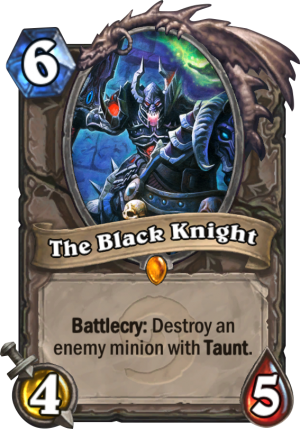 6
The Black Knight
Battlecry: Destroy an
enemy minion with Taunt.
4
5